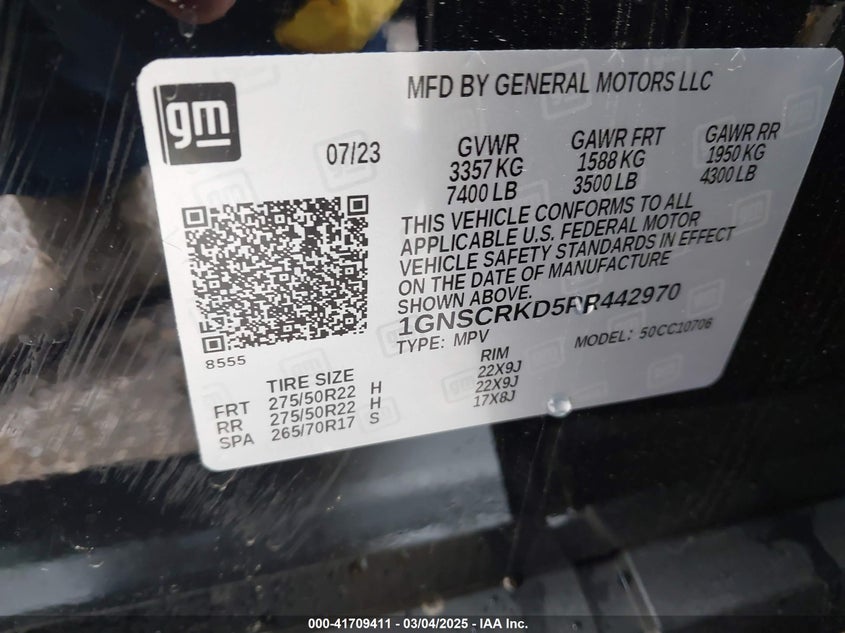 gm
MFD BY GENERAL MOTORS LLC
07/23
GVWR
3357 KG
7400 LB
GAWR FRT
1588 KG
3500 LB
GAWR RR
1950 KG
4300 LB
THIS VEHICLE CONFORMS TO ALL
APPLICABLE U.S. FEDERAL MOTOR
VEHICLE SAFETY STANDARDS IN EFFECT
ON THE DATE OF MANUFACTURE
SHOWN ABOVE.
1GNSCRKD5RR442970
TYPE: MPV
MODEL: 50CC10706
8555
TIRE SIZE
RIM
FRT 275/50R22 H 22X9J
RR 275/50R22 H 22X9J
SPA 265/70R17 S 17X8J
000-41709411 - 03/04/2025 - IAA Inc.